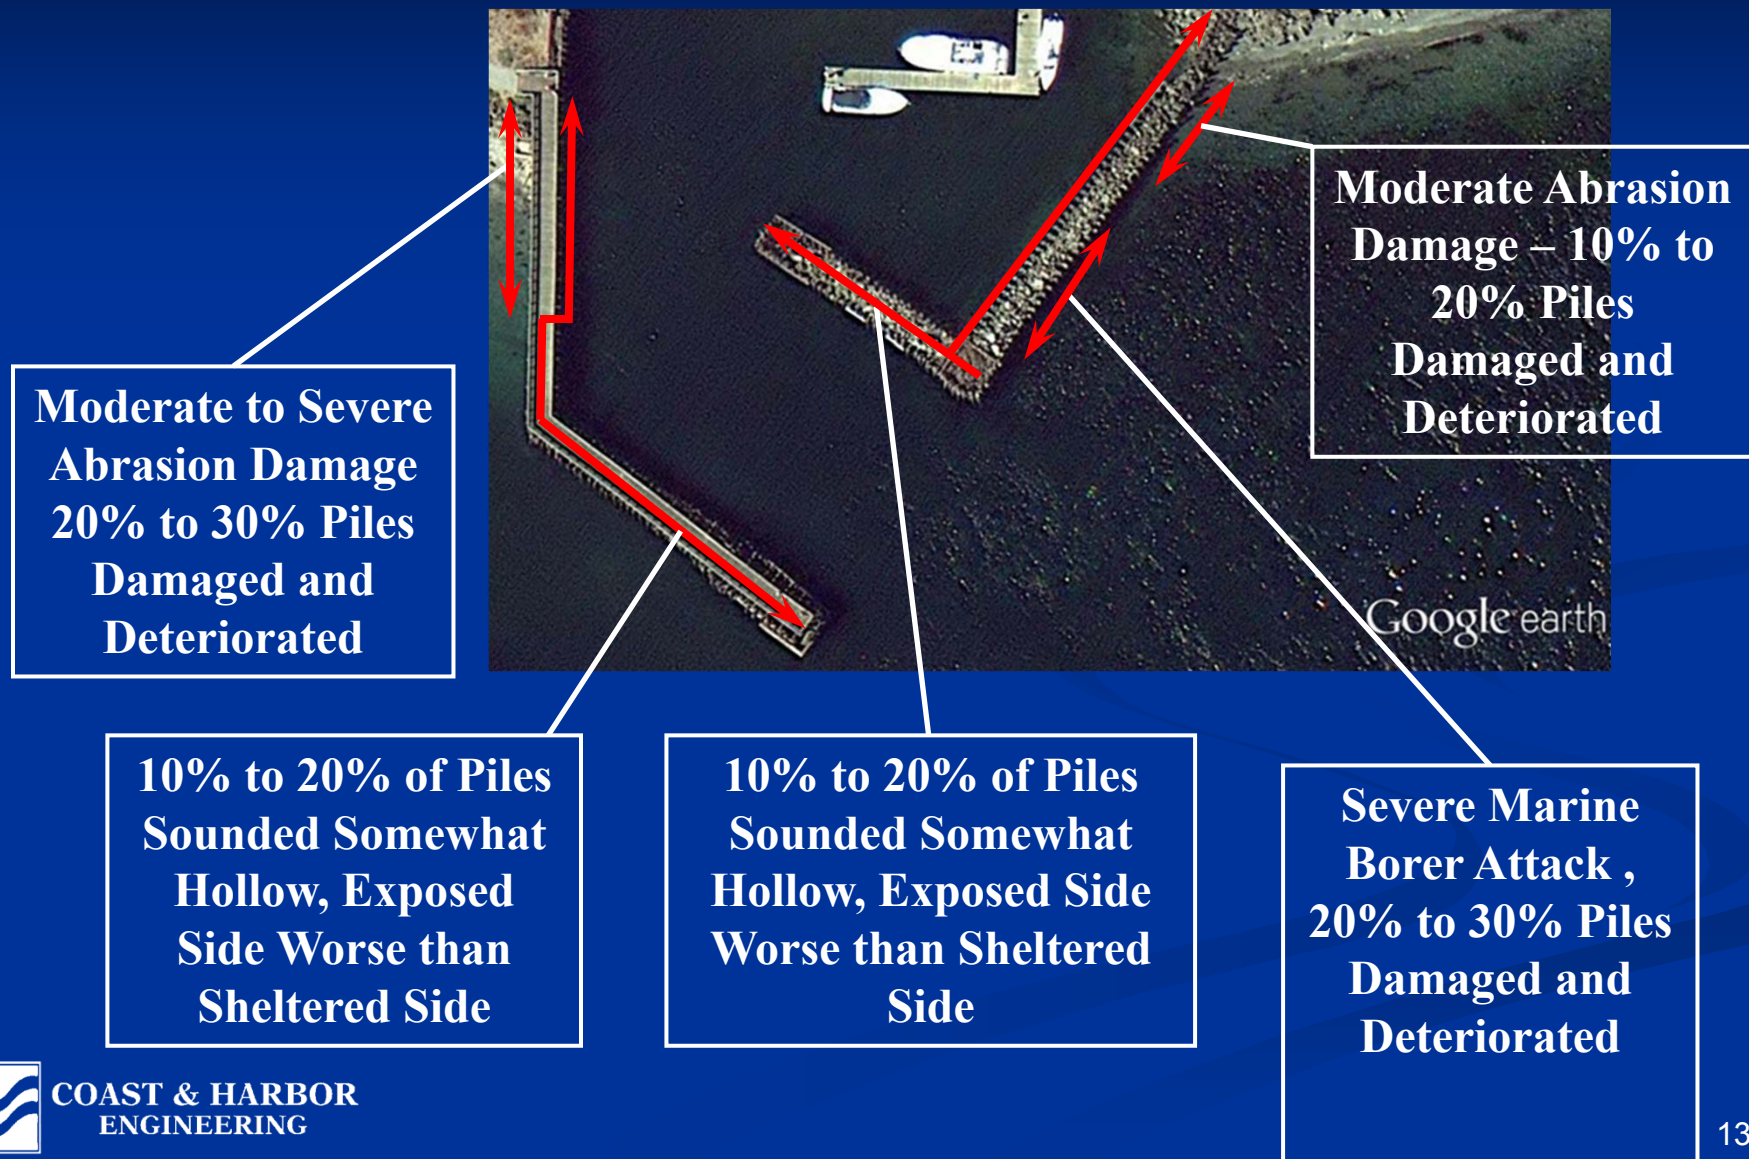 Moderate Abrasion
Damage – 10% to
20% Piles
Damaged and
Deteriorated
Moderate to Severe
Abrasion Damage
20% to 30% Piles
Damaged and
Deteriorated
Google earth
10% to 20% of Piles
Sounded Somewhat
Hollow, Exposed
Side Worse than
Sheltered Side
10% to 20% of Piles
Sounded Somewhat
Hollow, Exposed Side
Worse than Sheltered
Side
Severe Marine
Borer Attack ,
20% to 30% Piles
Damaged and
Deteriorated
COAST & HARBOR
ENGINEERING
13